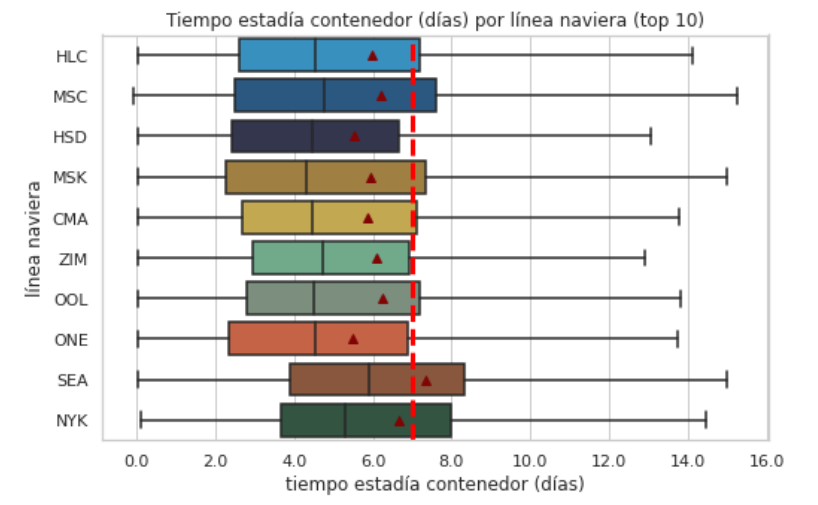 Tiempo estadía contenedor (días) por línea naviera (top 10)
línea naviera
HLC
MSC
HSD
MSK
CMA
ZIM
OOL
ONE
SEA
NYK
0.0 2.0 4.0 6.0 8.0 10.0 12.0 14.0 16.0
tiempo estadía contenedor (días)